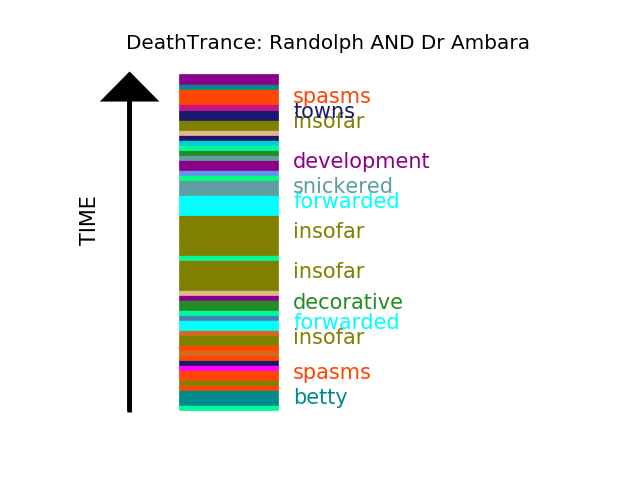 DeathTrance: Randolph AND Dr Ambara
TIME
spasms
towns
insofar
development
snickered
forwarded
insofar
insofar
decorative
forwarded
insofar
spasms
betty